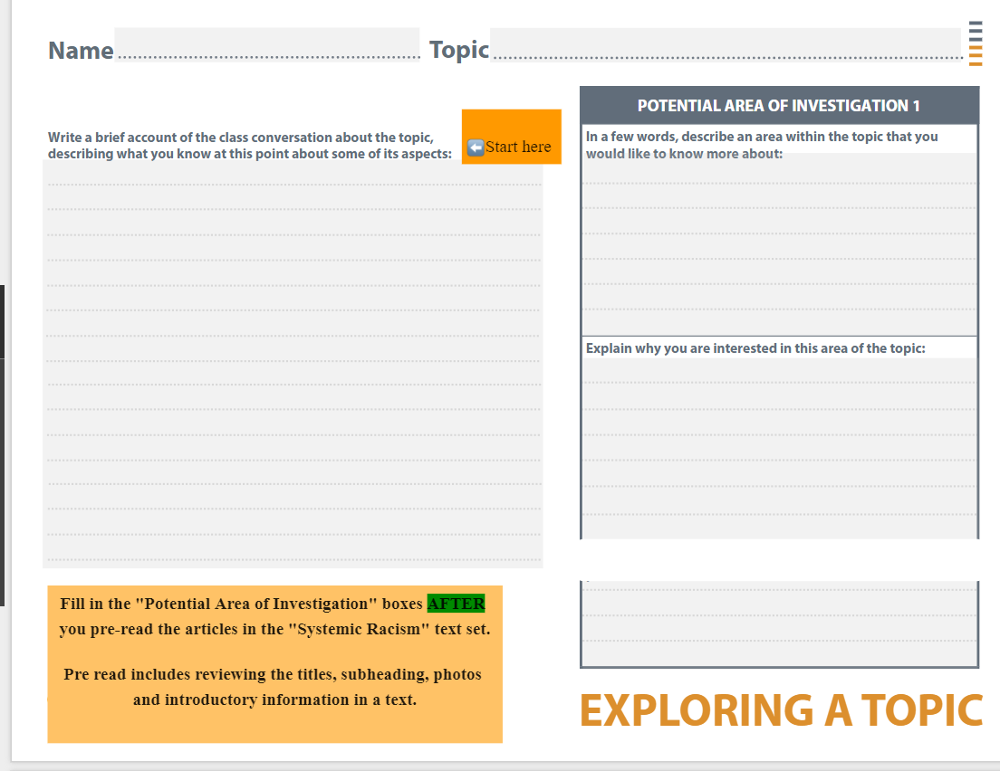 Name
Topic
Write a brief account of the class conversation about the topic,
describing what you know at this point about some of its aspects:
Start here
Fill in the "Potential Area of Investigation" boxes AFTER
you pre-read the articles in the "Systemic Racism" text set.
Pre read includes reviewing the titles, subheading, photos
and introductory information in a text.
POTENTIAL AREA OF INVESTIGATION 1
In a few words, describe an area within the topic that you
would like to know more about:
Explain why you are interested in this area of the topic:
EXPLORING A TOPIC